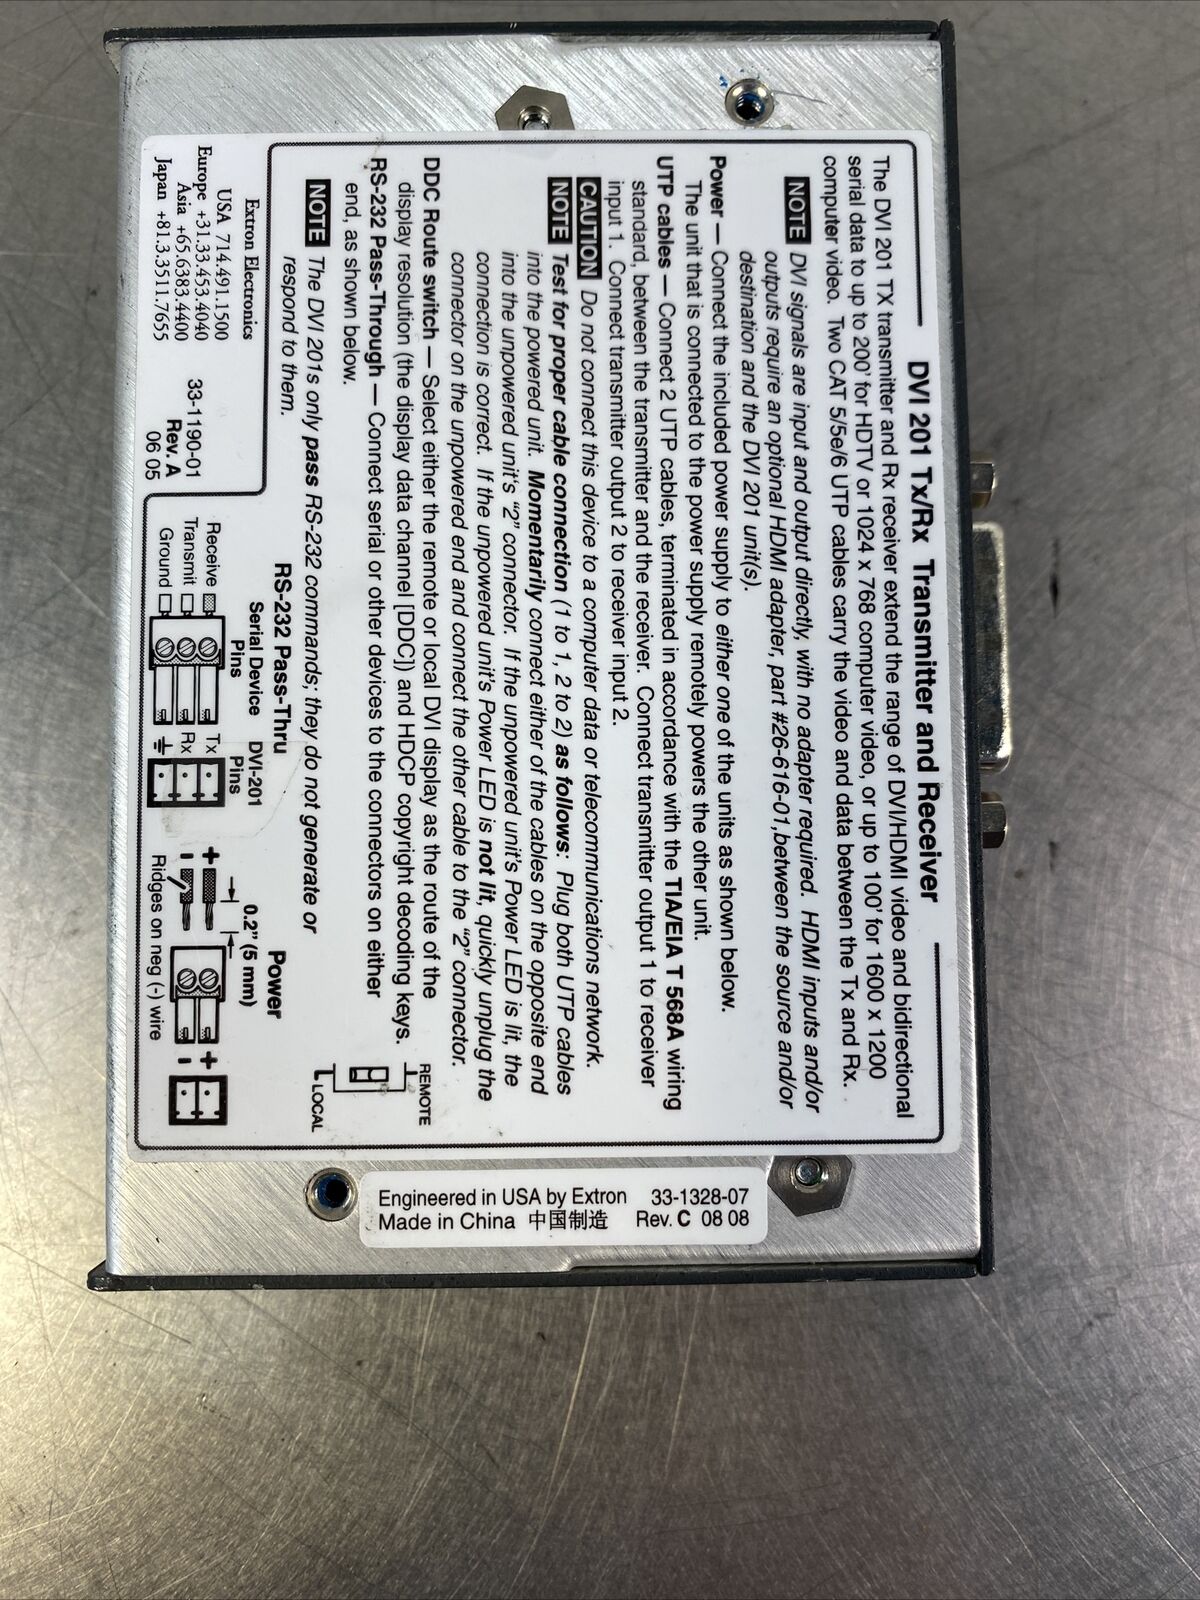 DVI 201 Tx/Rx Transmitter and Receiver
The DVI 201 TX transmitter and Rx receiver extend the range of DVI/HDMI video and bidirectional
serial data to up to 200' for HDTV or 1024 x 768 computer video, or up to 100' for 1600 x 1200
computer video. Two CAT 5/5e/6 UTP cables carry the video and data between the Tx and Rx.
NOTE DVI signals are input and output directly, with no adapter required. HDMI inputs and/or
outputs require an optional HDMI adapter, part #26-616-01,between the source and/or
destination and the DVI 201 unit(s).
Power — Connect the included power supply to either one of the units as shown below.
The unit that is connected to the power supply remotely powers the other unit.
UTP cables — Connect 2 UTP cables, terminated in accordance with the TIA/EIA T 568A wiring
standard, between the transmitter and the receiver. Connect transmitter output 1 to receiver
input 1. Connect transmitter output 2 to receiver input 2.
CAUTION Do not connect this device to a computer data or telecommunications network.
NOTE Test for proper cable connection (1 to 1, 2 to 2) as follows: Plug both UTP cables
into the powered unit. Momentarily connect either of the cables on the opposite end
into the unpowered unit's "2" connector. If the unpowered unit's Power LED is lit, the
connection is correct. If the unpowered unit's Power LED is not lit, quickly unplug the
connector on the unpowered end and connect the other cable to the "2" connector.
DDC Route switch — Select either the remote or local DVI display as the route of the
display resolution (the display data channel [DDC]) and HDCP copyright decoding keys.
RS-232 Pass-Through — Connect serial or other devices to the connectors on either
end, as shown below.
REMOTE
LOCAL
NOTE The DVI 201s only pass RS-232 commands; they do not generate or
respond to them.
Extron Electronics
USA 714.491.1500
Europe +31.33.453.4040
Asia +65.6383.4400
Japan +81.3.3511.7655
33-1190-01
Rev. A
06 05
RS-232 Pass-Thru
Serial Device DVI-201
Pins Pins
Receive Tx
Transmit Rx
Ground
Power
0.2" (5 mm)
+ +
- -
Ridges on neg (-) wire
Engineered in USA by Extron 33-1328-07
Made in China 中国制造 Rev. C 08 08